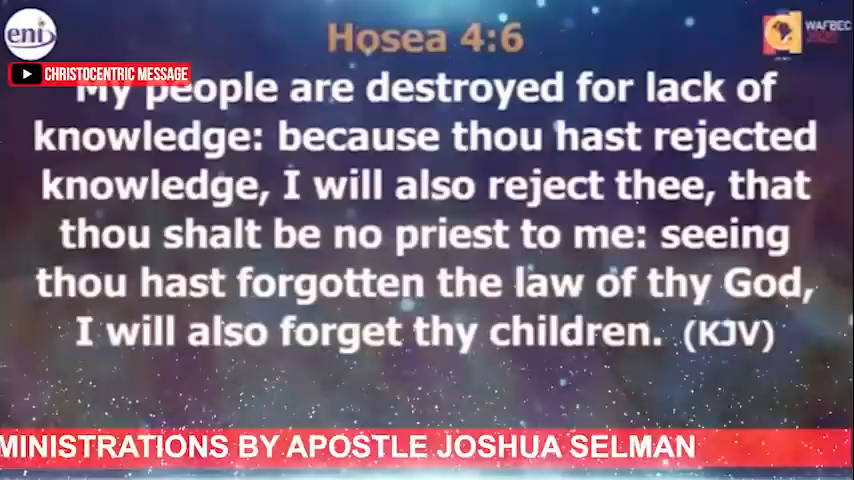 eni
Hosea 4:6
WAFBEC
CHRISTOCENTRIC MESSAGE
My people are destroyed for lack of
knowledge: because thou hast rejected
knowledge, I will also reject thee, that
thou shalt be no priest to me: seeing
thou hast forgotten the law of thy God,
I will also forget thy children. (KJV)
MINISTRATIONS BY APOSTLE JOSHUA SELMAN